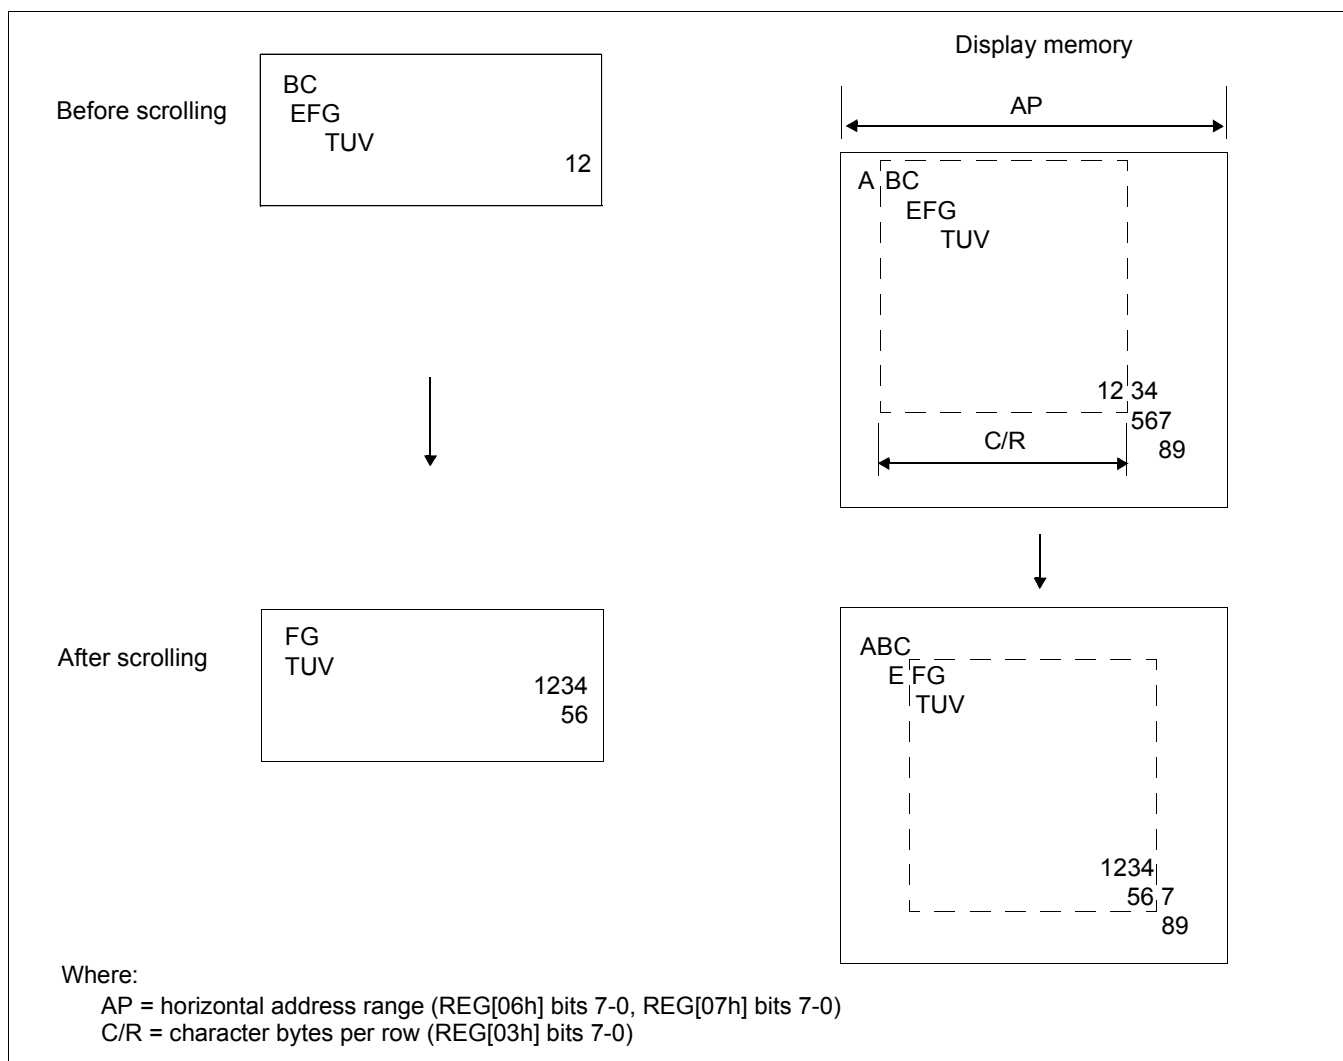 Display memory
Before scrolling
BC
EFG
TUV
12
AP
A BC
EFG
TUV
12 34
567
89
C/R
After scrolling
FG
TUV
1234
56
ABC
E FG
TUV
1234
56 7
89
Where:
AP = horizontal address range (REG[06h] bits 7-0, REG[07h] bits 7-0)
C/R = character bytes per row (REG[03h] bits 7-0)